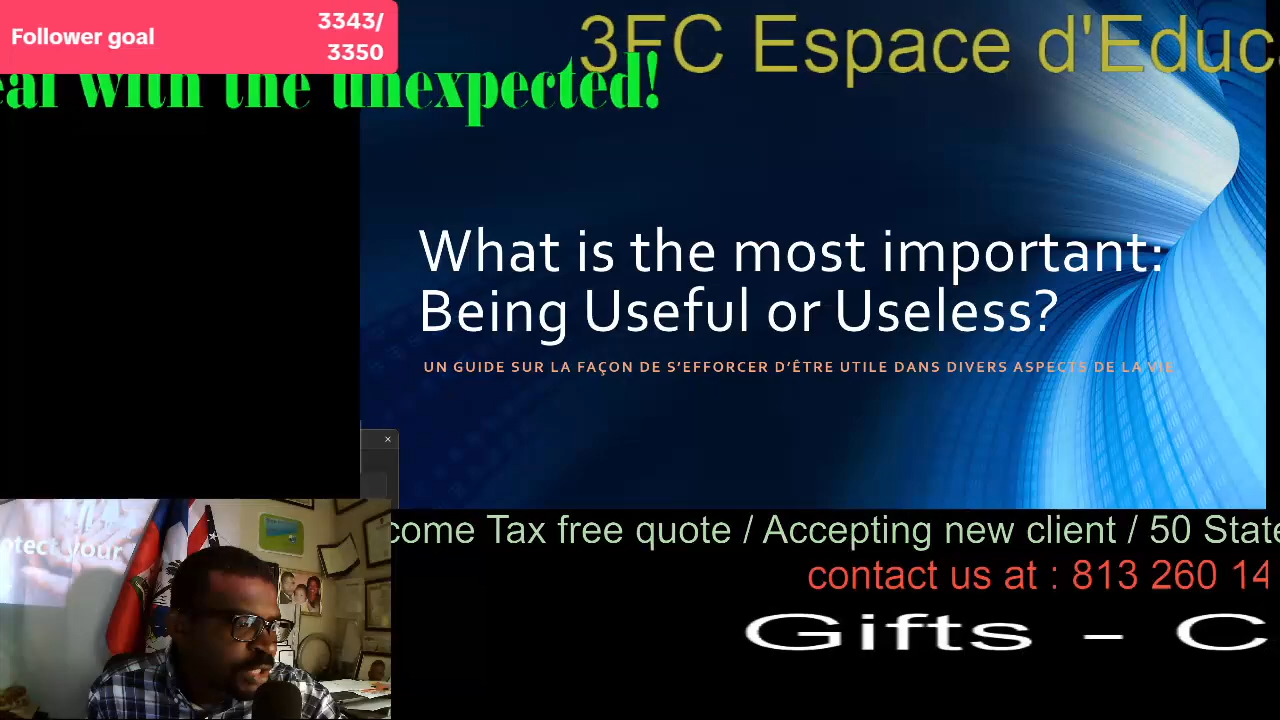 Follower goal
3343/
3350
3FC Espace d'Educ
with the unexpected!
What is the most important:
Being Useful or Useless?
UN GUIDE SUR LA FAÇON DE S'EFFORCER D'ÊTRE UTILE DANS DIVERS ASPECTS DE LA VIE
your
come Tax free quote / Accepting new client / 50 State
contact us at : 813 260 14
Gifts - C